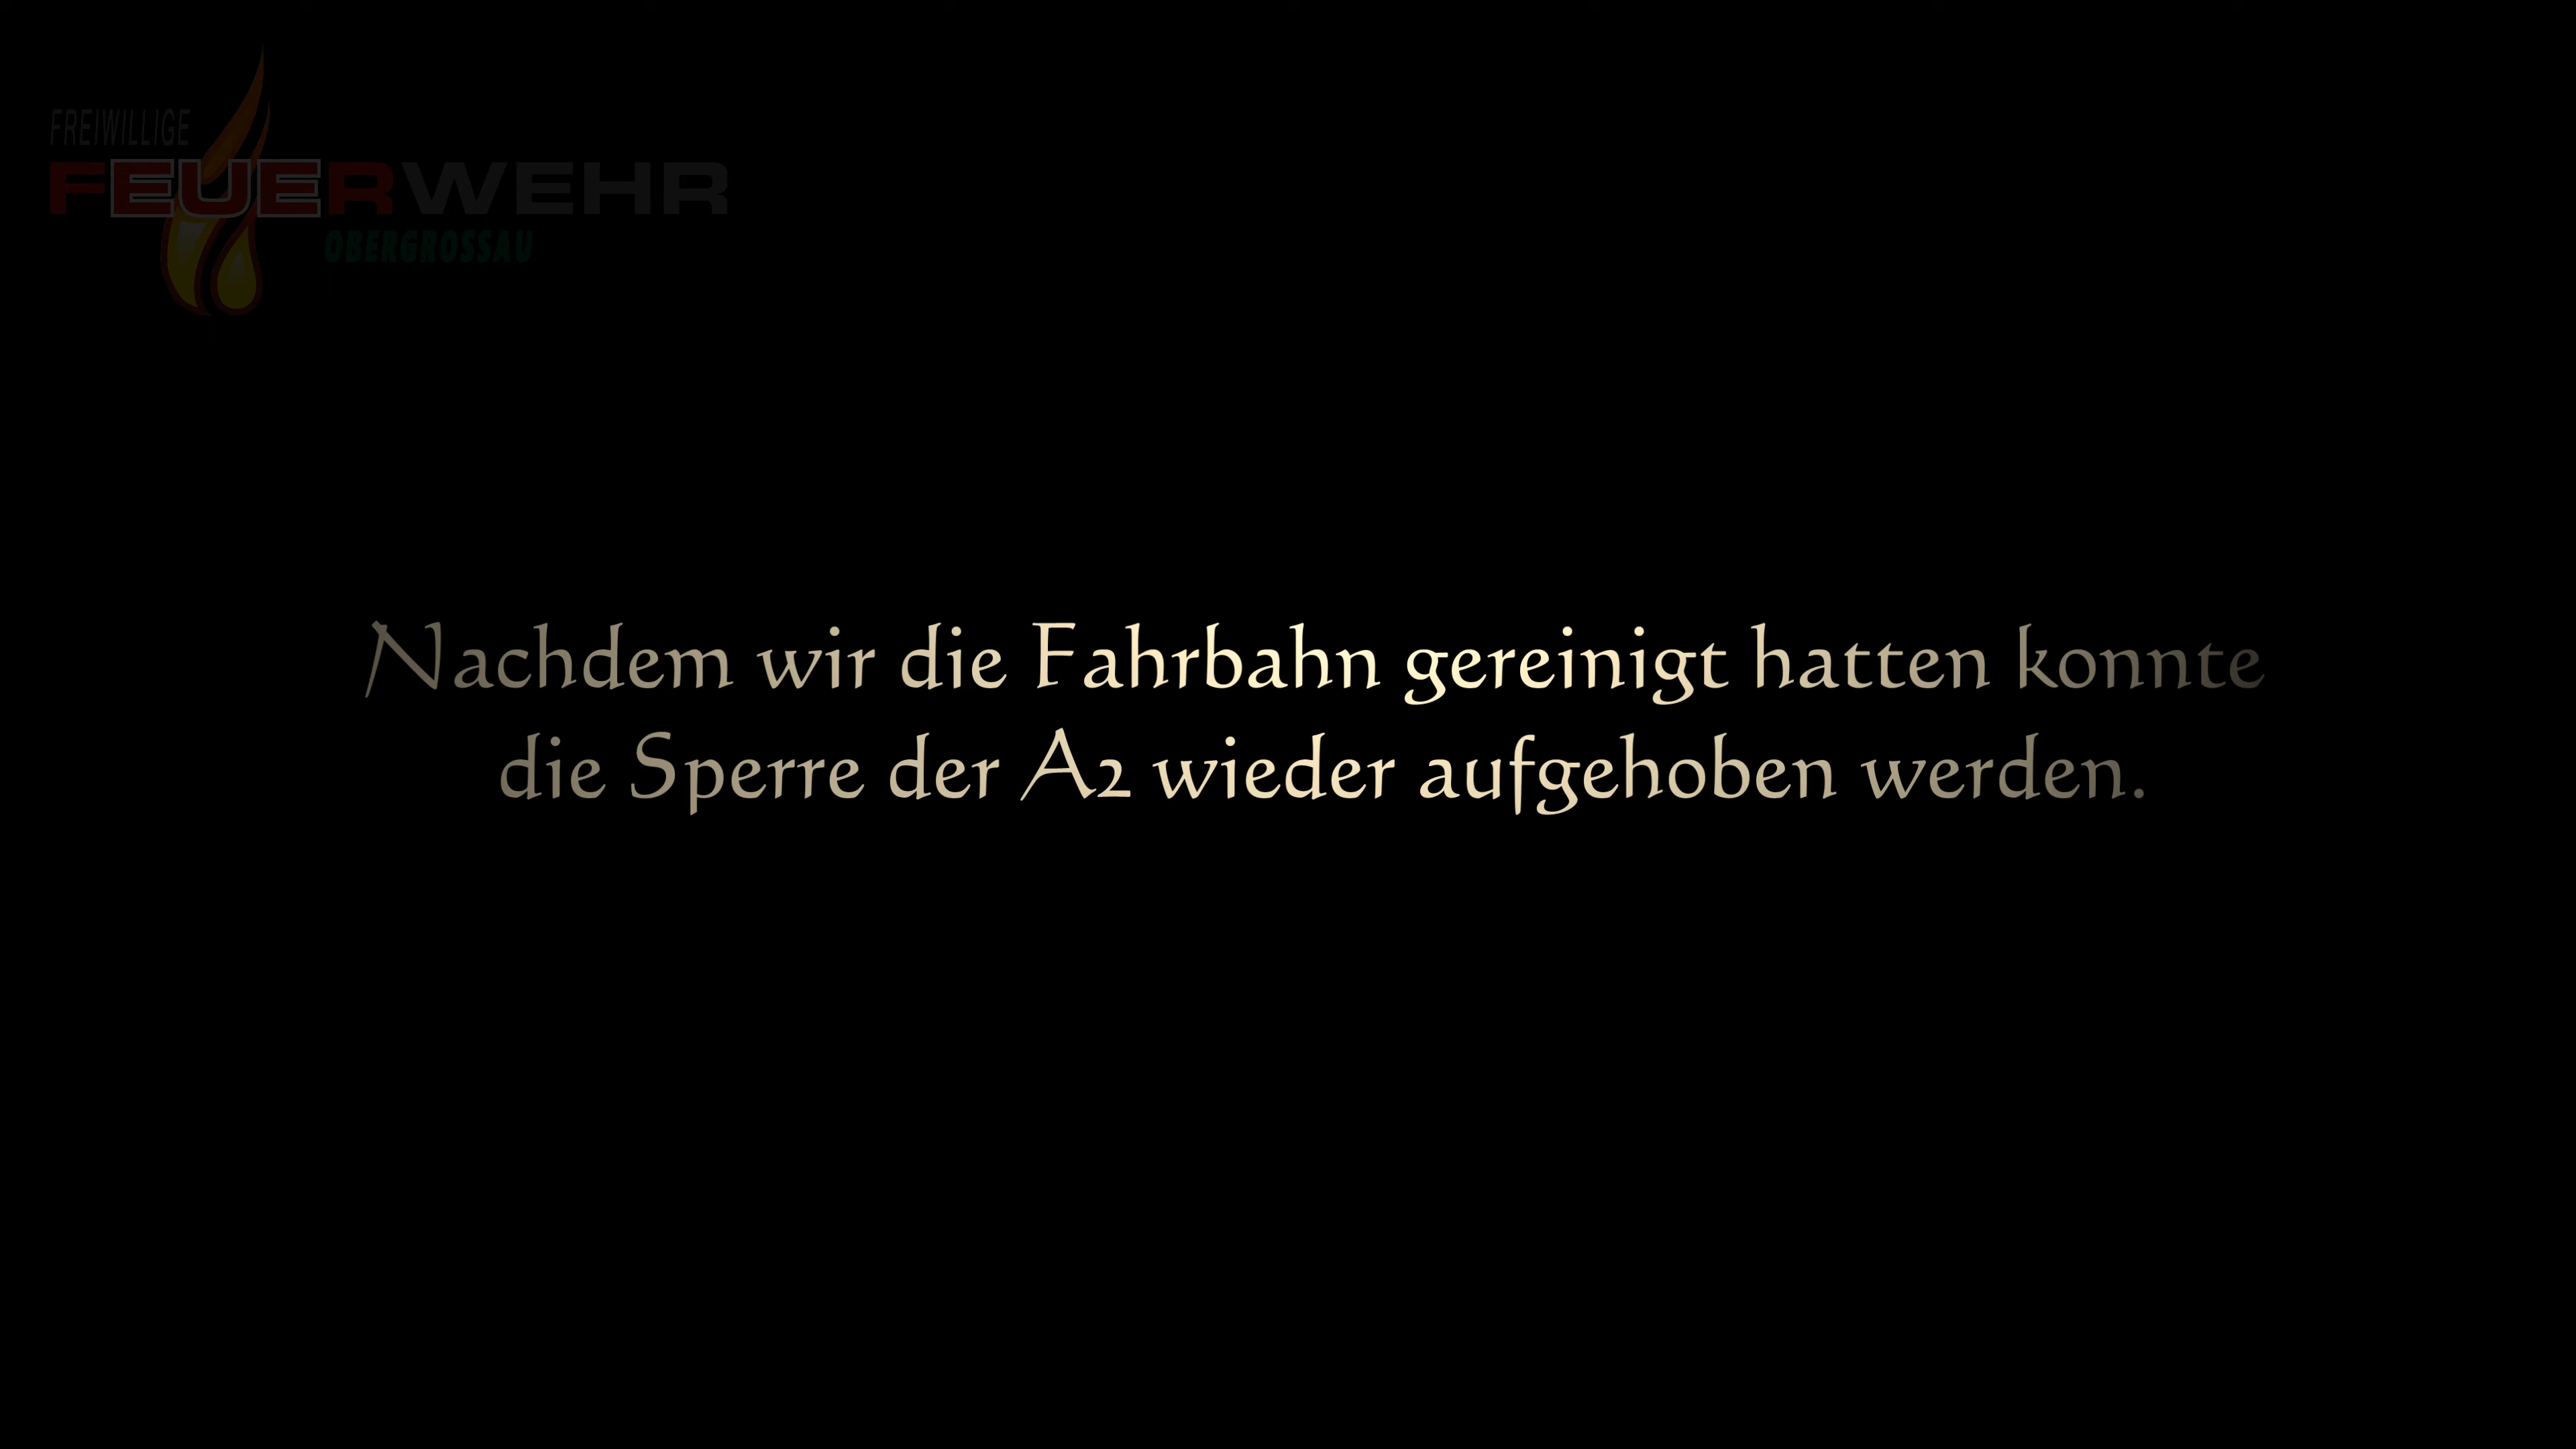 FREIWILLIGE
FEUERWEHR
OBERGROSSAU
Nachdem wir die Fahrbahn gereinigt hatten konnte
die Sperre der A2 wieder aufgehoben werden.